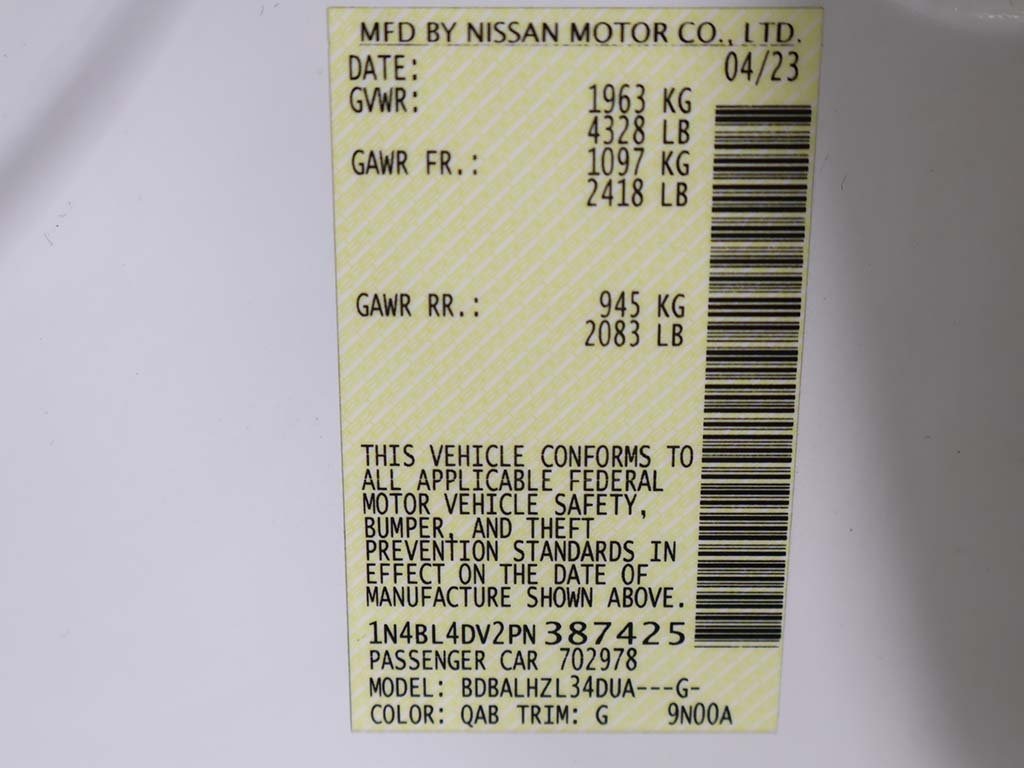 MFD BY NISSAN MOTOR CO., LTD.
DATE: 04/23
GVWR: 1963 KG
4328 LB
GAWR FR.: 1097 KG
2418 LB
GAWR RR.: 945 KG
2083 LB
THIS VEHICLE CONFORMS TO
ALL APPLICABLE FEDERAL
MOTOR VEHICLE SAFETY,
BUMPER, AND THEFT
PREVENTION STANDARDS IN
EFFECT ON THE DATE OF
MANUFACTURE SHOWN ABOVE.
1N4BL4DV2PN387425
PASSENGER CAR 702978
MODEL: BDBALHZL34DUA---G-
COLOR: QAB TRIM: G 9N00A